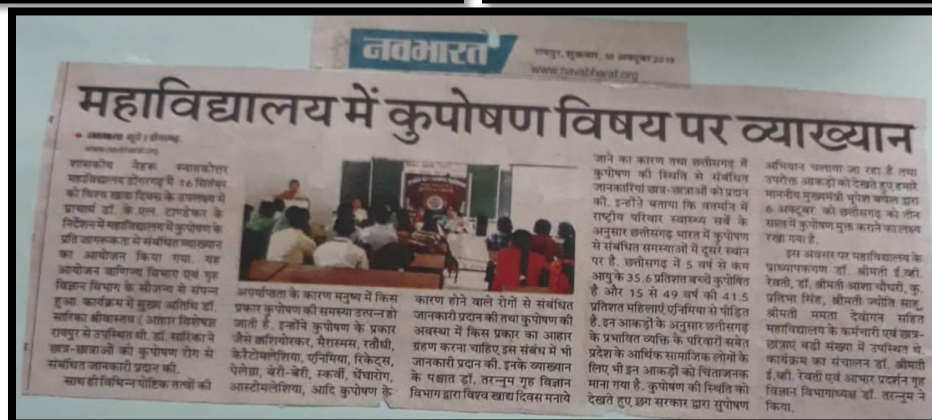 नवभारत
रायपुर, शुक्रवार, 18 अक्टूबर 2019
www.navabharat.org
महाविद्यालय में कुपोषण विषय पर व्याख्यान
नवभारत ब्यूरो । डोंगरगढ़.
www.navabharat.org
शासकीय नेहरू स्नातकोत्तर
महाविद्यालय डोंगरगढ़ में 16 सितंबर
को विश्व खाद्य दिवस के उपलक्ष्य में
प्राचार्य डॉ. के.एल. टाण्डेकर के
निर्देशन में महाविद्यालय में कुपोषण के
प्रति जागरूकता से संबंधित व्याख्यान
का आयोजन किया गया. यह
आयोजन वाणिज्य विभाग एवं गृह
विज्ञान विभाग के सौजन्य से संपन्न
हुआ. कार्यक्रम में मुख्य अतिथि डॉ.
सारिका श्रीवास्तव (आहार विशेषज्ञ
रायपुर से उपस्थित थी. डॉ. सारिका ने
छात्र-छात्राओं को कुपोषण रोग से
संबंधित जानकारी प्रदान की.
साथ ही विभिन्न पौष्टिक तत्वों की
अपर्याप्तता के कारण मनुष्य में किस
प्रकार कुपोषण की समस्या उत्पन्न हो
जाती है. इन्होंने कुपोषण के प्रकार
जैसे क्वाशियोरकर, मैरास्मस, रतौंधी,
केरैटोमलेशिया, एनिमिया, रिकेट्स,
पेलेग्रा, बेरी-बेरी, स्कर्वी, घेंघारोग,
आस्टोमलेशिया, आदि कुपोषण के
कारण होने वाले रोगों से संबंधित
जानकारी प्रदान की तथा कुपोषण की
अवस्था में किस प्रकार का आहार
ग्रहण करना चाहिए इस संबंध में भी
जानकारी प्रदान की. इनके व्याख्यान
के पश्चात डॉ. तरन्नुम गृह विज्ञान
विभाग द्वारा विश्व खाद्य दिवस मनाये
जाने का कारण तथा छत्तीसगढ़ में
कुपोषण की स्थिति से संबंधित
जानकारियां छात्र-छात्राओं को प्रदान
की. इन्होंने बताया कि वर्तमान में
राष्ट्रीय परिवार स्वास्थ्य सर्वे के
अनुसार छत्तीसगढ़ भारत में कुपोषण
से संबंधित समस्याओं में दूसरे स्थान
पर है. छत्तीसगढ़ में 5 वर्ष से कम
आयु के 35.6 प्रतिशत बच्चे कुपोषित
है और 15 से 49 वर्ष की 41.5
प्रतिशत महिलाएं एनिमिया से पीड़ित
है. इन आकड़ों के अनुसार छत्तीसगढ़
के प्रभावित व्यक्ति के परिवारों समेत
प्रदेश के आर्थिक सामाजिक लोगों के
लिए भी इन आकड़ों को चिंताजनक
माना गया है. कुपोषण की स्थिति को
देखते हुए छग सरकार द्वारा सुपोषण
अभियान चलाया जा रहा है तथा
उपरोक्त आकड़ों को देखते हुए हमारे
माननीय मुख्यमंत्री भूपेश बघेल द्वारा
6 अक्टूबर को छत्तीसगढ़ को तीन
साल में कुपोषण मुक्त कराने का लक्ष्य
रखा गया है.
इस अवसर पर महाविद्यालय के
प्राध्यापकगण डॉ. श्रीमती ई.व्ही.
रेवती, डॉ. श्रीमती आशा चौधरी, कु.
प्रतिभा सिंह, श्रीमती ज्योति साहू,
श्रीमती ममता देवांगन सहित
महाविद्यालय के कर्मचारी एवं छात्र-
छात्राएं बड़ी संख्या में उपस्थित थे.
कार्यक्रम का संचालन डॉ. श्रीमती
ई.व्ही. रेवती एवं आभार प्रदर्शन गृह
विज्ञान विभागाध्यक्ष डॉ. तरन्नुम ने
किया.